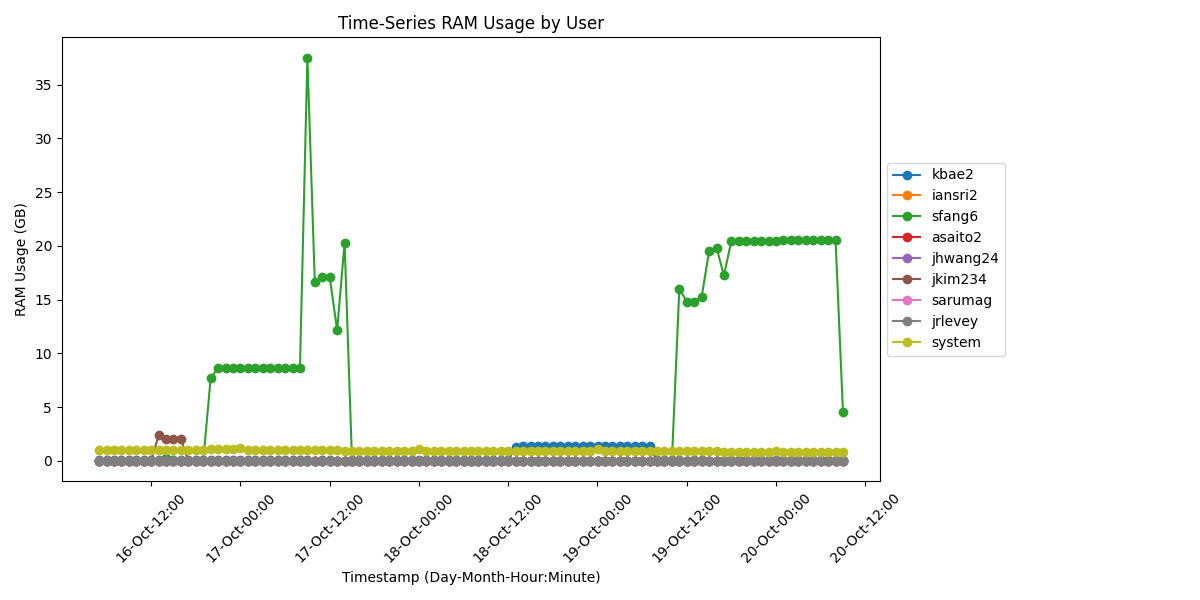 Time-Series RAM Usage by User
RAM Usage (GB)
35
30
25
20
15
10
5
0
16-Oct-12:00
17-Oct-00:00
17-Oct-12:00
18-Oct-00:00
18-Oct-12:00
19-Oct-00:00
19-Oct-12:00
20-Oct-00:00
20-Oct-12:00
Timestamp (Day-Month-Hour:Minute)
kbae2
iansri2
sfang6
asaito2
jhwang24
jkim234
sarumag
jrlevey
system